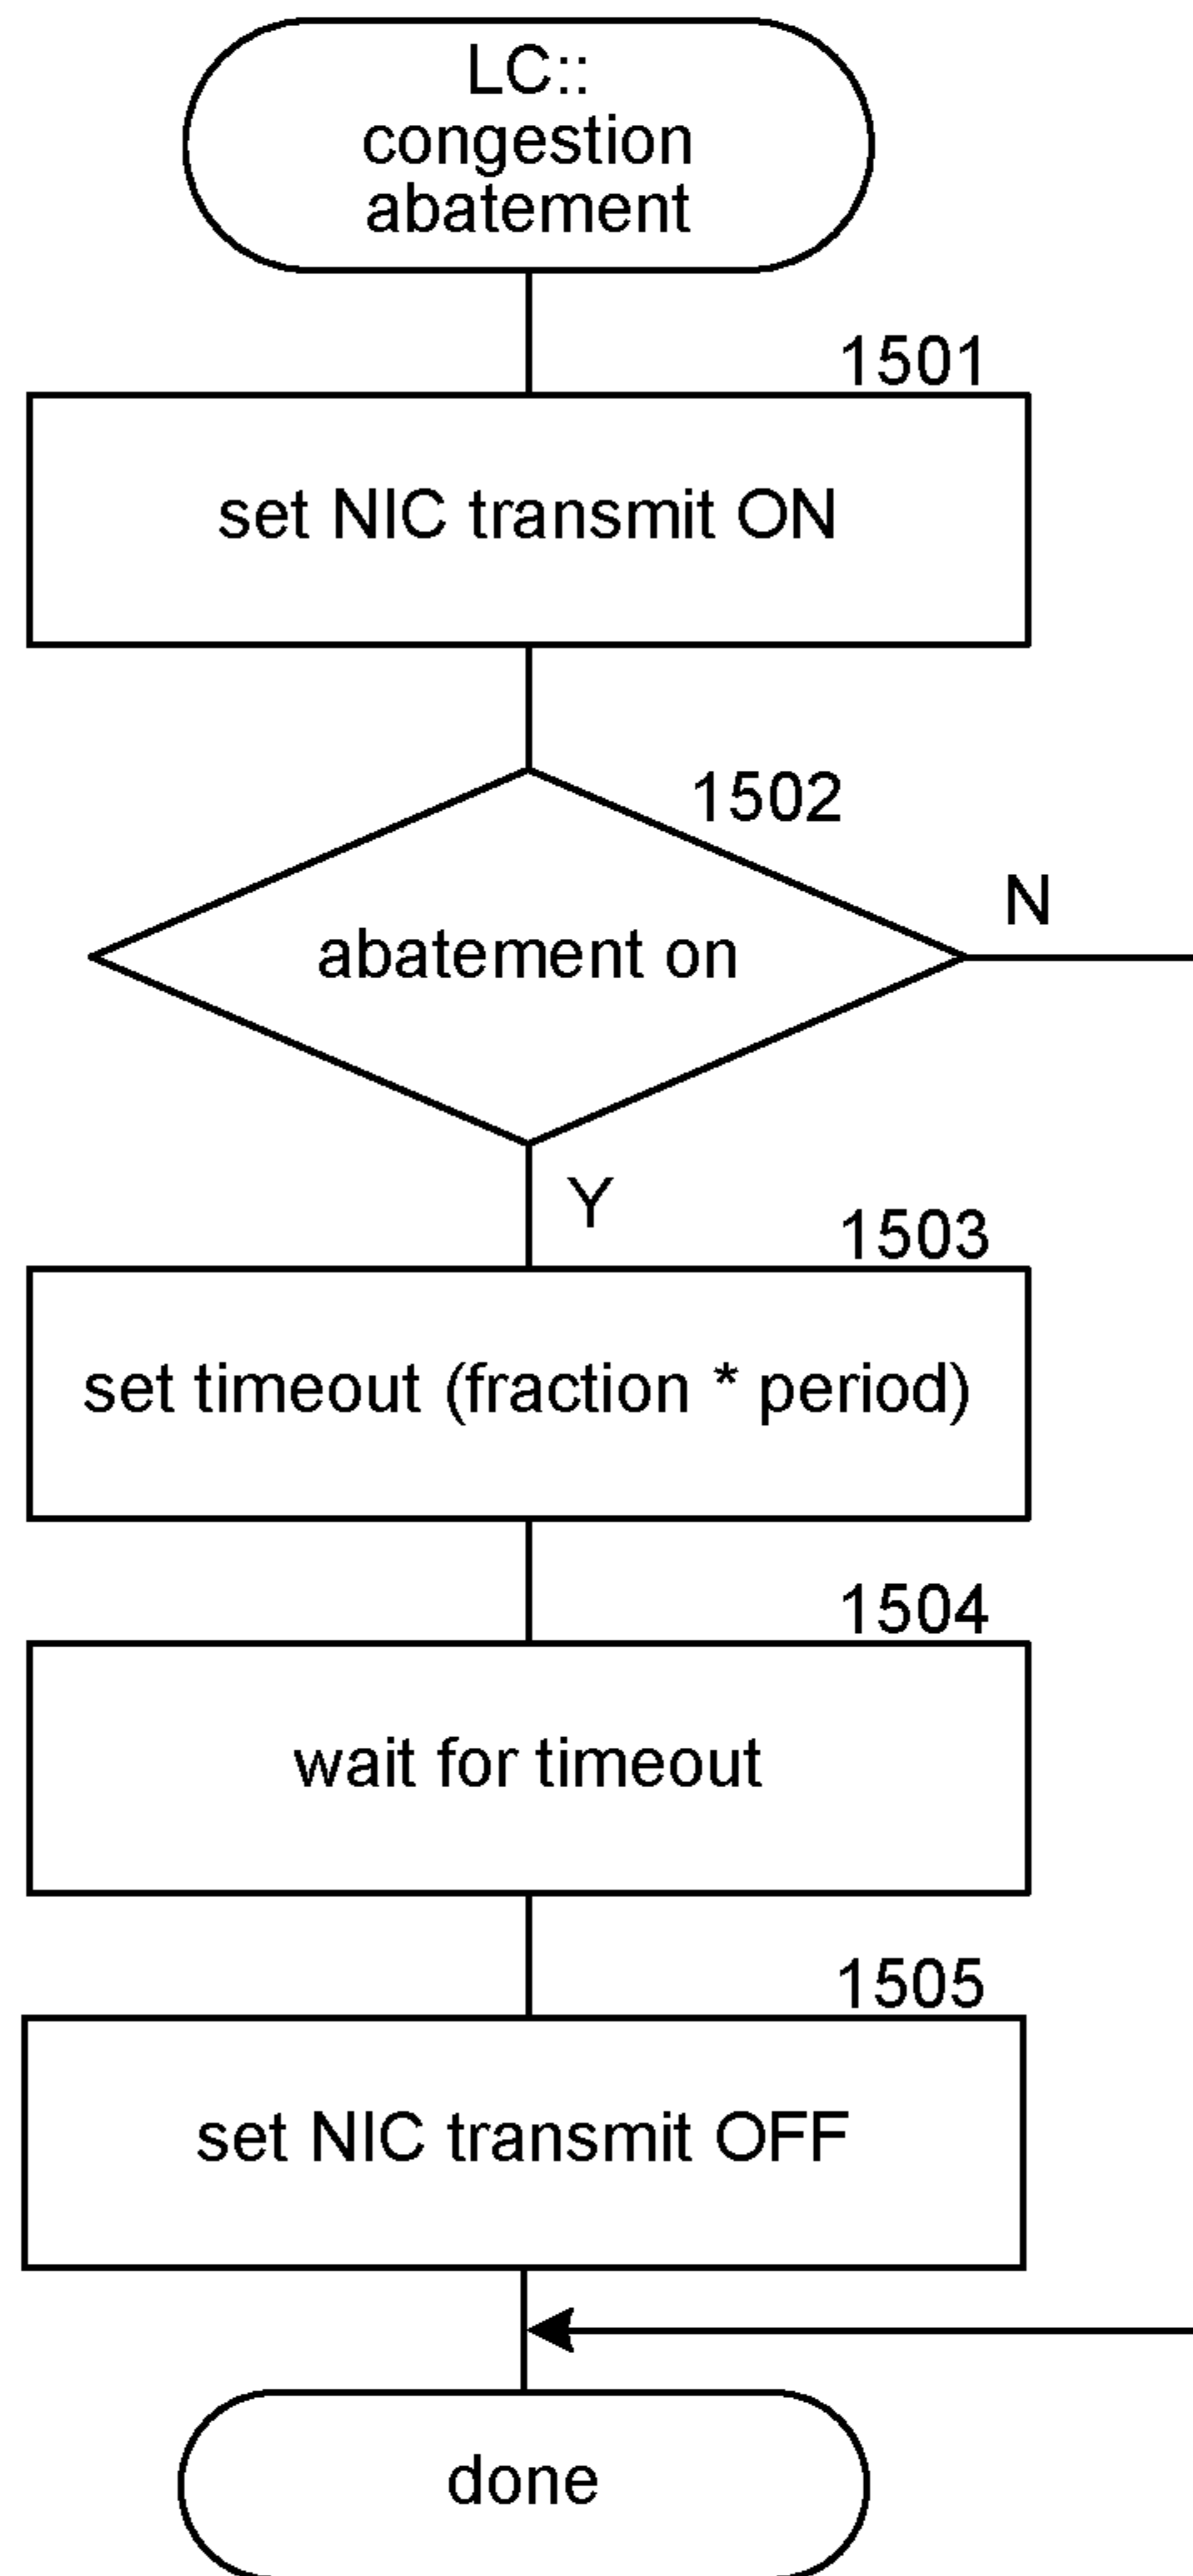 LC::
congestion
abatement
1501
set NIC transmit ON
1502
N
abatement on
Y
1503
set timeout (fraction * period)
1504
wait for timeout
1505
set NIC transmit OFF
done